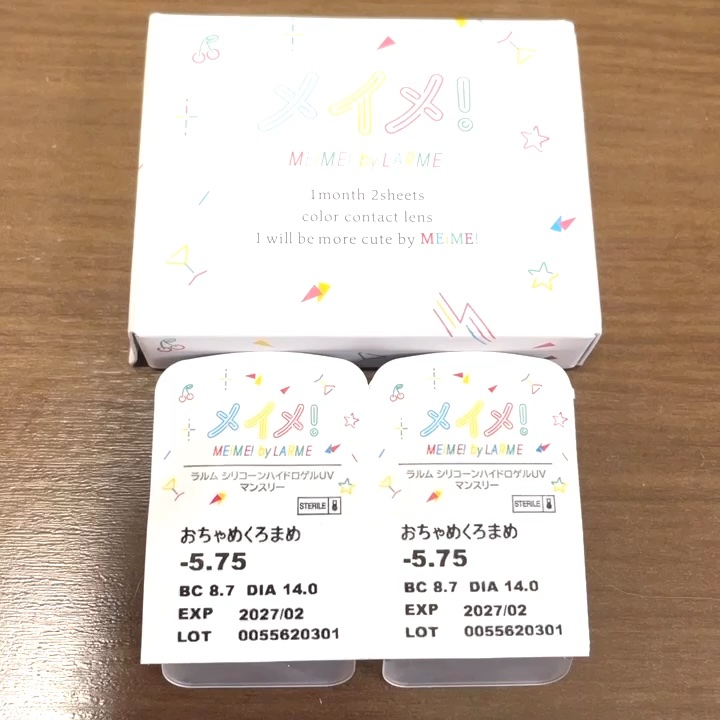 メイメ!
MEiME! by LARME
1month 2sheets
color contact lens
I will be more cute by MEiME!
メイメ!
MEiME! by LARME
ラルム シリコーンハイドロゲルUV
マンスリー
STERILE
おちゃめくろまめ
-5.75
BC 8.7 DIA 14.0
EXP 2027/02
LOT 0055620301
メイメ!
MEiME! by LARME
ラルム シリコーンハイドロゲルUV
マンスリー
STERILE
おちゃめくろまめ
-5.75
BC 8.7 DIA 14.0
EXP 2027/02
LOT 0055620301